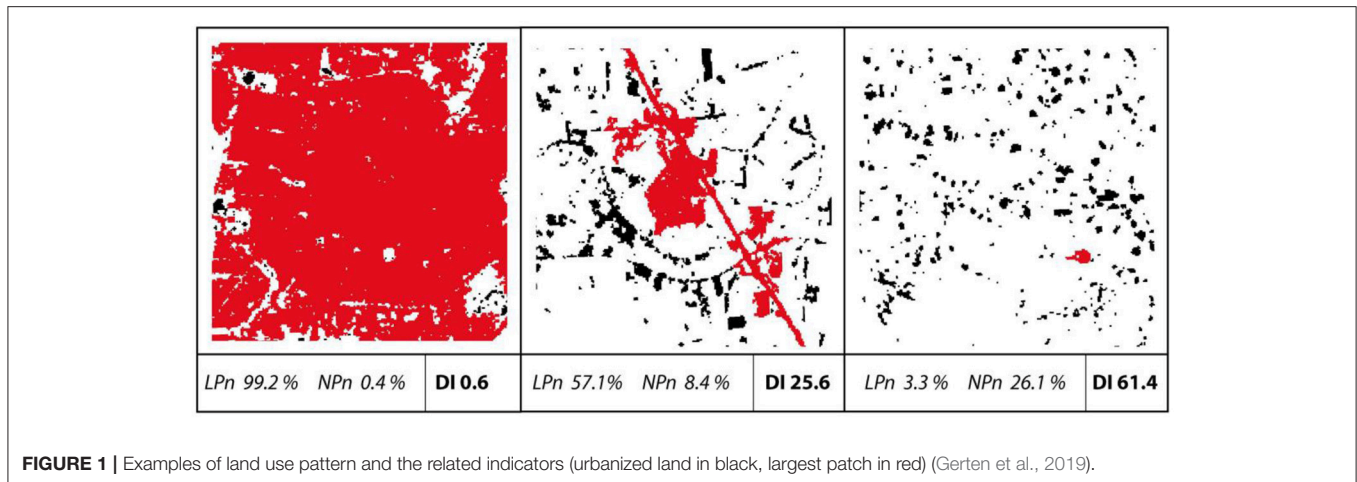 LPn 99.2 % NPn 0.4 % DI 0.6
LPn 57.1% NPn 8.4 % DI 25.6
LPn 3.3 % NPn 26.1 % DI 61.4
FIGURE 1 | Examples of land use pattern and the related indicators (urbanized land in black, largest patch in red) (Gerten et al., 2019).